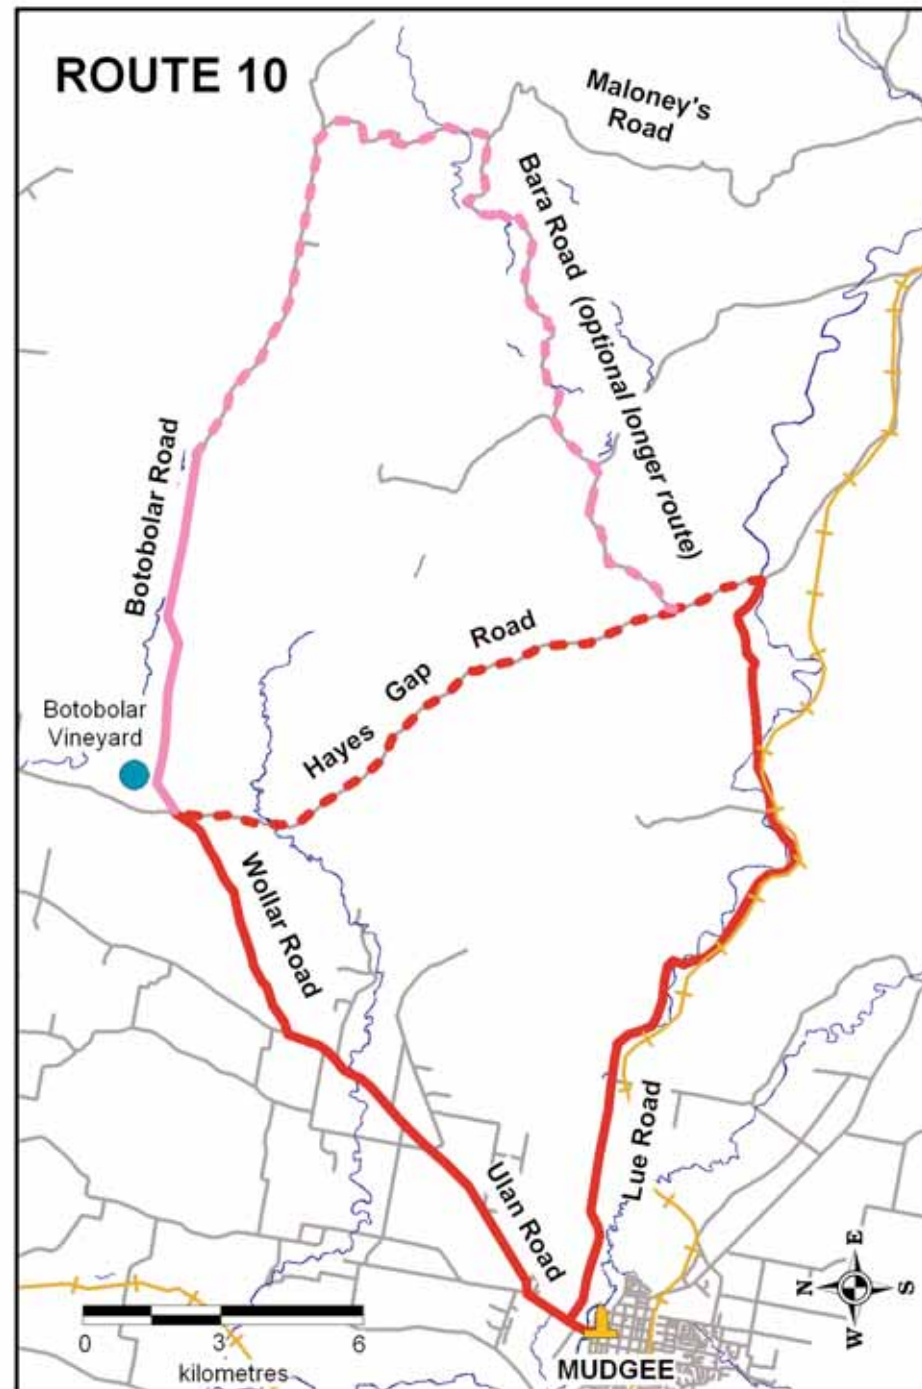 ROUTE 10
Maloney's
Road
Bara Road (optional longer route)
Botobolar Road
Hayes Gap Road
Botobolar
Vineyard
Wollar Road
Lue Road
Ulan Road
E
N
S
W
0 3 6
kilometres
MUDGEE